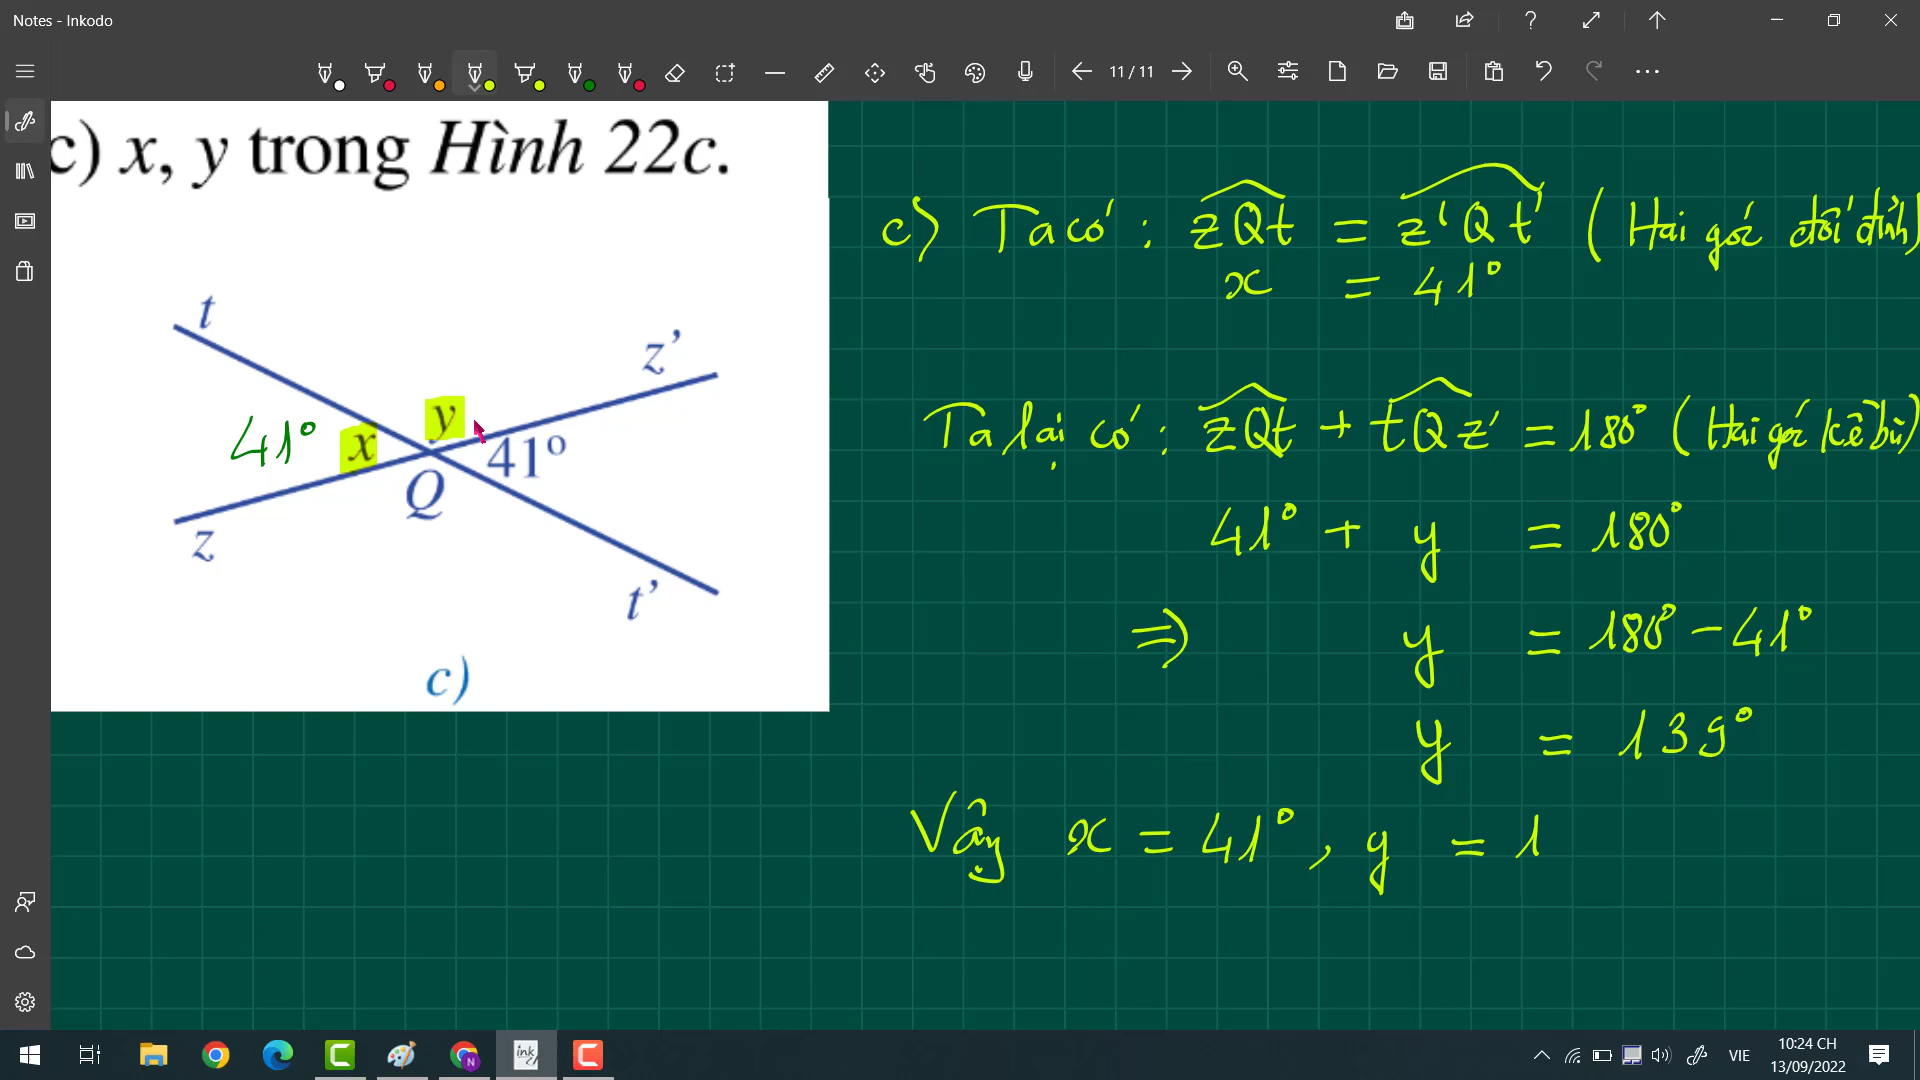 Notes - Inkodo
11 / 11
c) x, y trong Hình 22c.
t
z’
y
41°
x
41°
Q
z
t’
c)
c) Ta có : zQt = z'Qt' (Hai góc đối đỉnh)
x = 41°
Ta lại có : zQt + tQz' = 180° (Hai góc kề bù)
41° + y = 180°
⇒ y = 180° - 41°
y = 139°
Vậy x = 41°, y = 1
ink
N
VIE
10:24 CH
13/09/2022